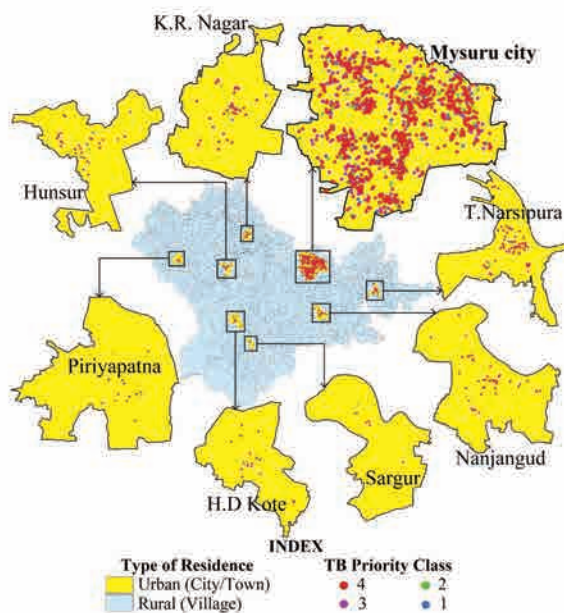 K.R. Nagar
Mysuru city
Hunsur
T.Narsipura
Piriyapatna
Nanjangud
Sargur
H.D Kote
INDEX
Type of Residence
Urban (City/Town)
Rural (Village)
TB Priority Class
4 2
3 1